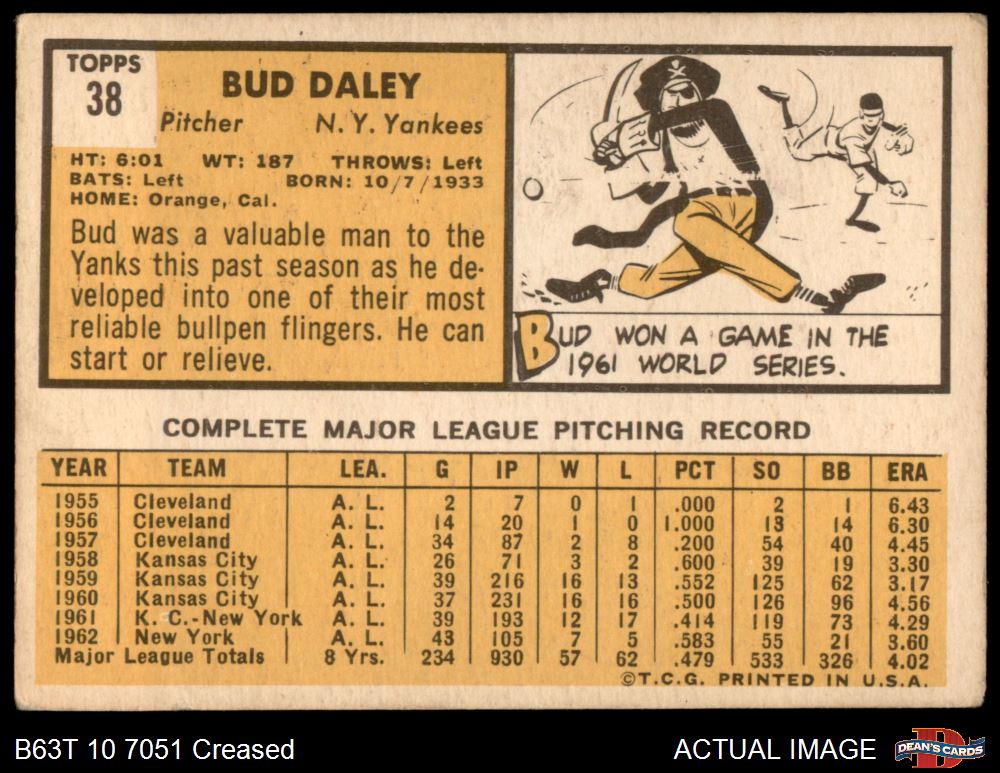 TOPPS
38
BUD DALEY
Pitcher N. Y. Yankees
HT: 6:01 WT: 187 THROWS: Left
BATS: Left BORN: 10/7/1933
HOME: Orange, Cal.
Bud was a valuable man to the
Yanks this past season as he de-
veloped into one of their most
reliable bullpen flingers. He can
start or relieve.
BUD WON A GAME IN THE
1961 WORLD SERIES.
COMPLETE MAJOR LEAGUE PITCHING RECORD
YEAR TEAM LEA. G IP W L PCT SO BB ERA
1955 Cleveland A. L. 2 7 0 1 .000 2 1 6.43
1956 Cleveland A. L. 14 20 1 0 1.000 13 14 6.30
1957 Cleveland A. L. 34 87 2 8 .200 54 40 4.45
1958 Kansas City A. L. 26 71 3 2 .600 39 19 3.30
1959 Kansas City A. L. 39 216 16 13 .552 125 62 3.17
1960 Kansas City A. L. 37 231 16 16 .500 126 96 4.56
1961 K. C.-New York A. L. 39 193 12 17 .414 119 73 4.29
1962 New York A. L. 43 105 7 5 .583 55 21 3.60
Major League Totals 8 Yrs. 234 930 57 62 .479 533 326 4.02
©T.C.G. PRINTED IN U.S.A.
B63T 10 7051 Creased ACTUAL IMAGE DEAN'S CARDS